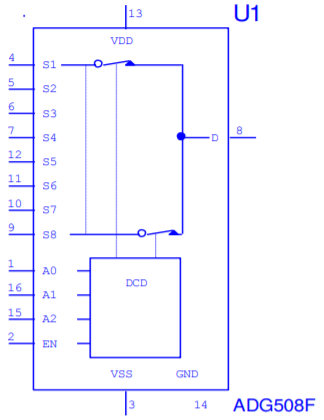 13 U1
VDD
4 S1
5 S2
6 S3
7 S4 D 8
12 S5
11 S6
10 S7
9 S8
1 A0
DCD
16 A1
15 A2
2 EN
VSS GND
3 14 ADG508F